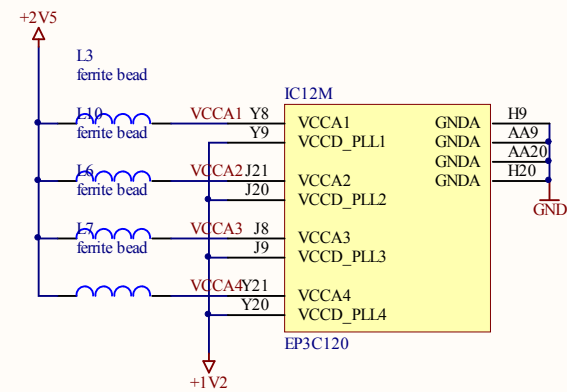 +2V5
L3
ferrite bead
IC12M
L10
ferrite bead
VCCA1 Y8 VCCA1 GNDA H9
Y9 VCCD_PLL1 GNDA AA9
GNDA AA20
L6
ferrite bead
VCCA2 J21 VCCA2 GNDA H20
J20 VCCD_PLL2
GND
L7
ferrite bead
VCCA3 J8 VCCA3
J9 VCCD_PLL3
VCCA4 Y21 VCCA4
Y20 VCCD_PLL4
EP3C120
+1V2